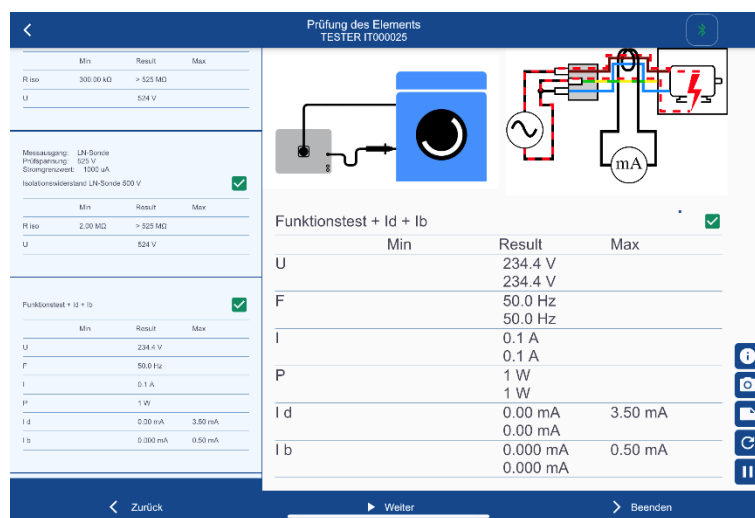 Prüfung des Elements
TESTER IT000025
Min Result Max
R iso 300.00 kΩ > 525 MΩ
U 524 V
Messausgang: LN-Sonde
Prüfspannung: 525 V
Stromgrenzwert: 1000 uA
Isolationswiderstand LN-Sonde 500 V
Min Result Max
R iso 2.00 MΩ > 525 MΩ
U 524 V
Funktionstest + Id + Ib
Min Result Max
U 234.4 V
F 50.0 Hz
I 0.1 A
P 1 W
I d 0.00 mA 3.50 mA
I b 0.000 mA 0.50 mA
mA
Funktionstest + Id + Ib
Min Result Max
U 234.4 V
234.4 V
F 50.0 Hz
50.0 Hz
I 0.1 A
0.1 A
P 1 W
1 W
I d 0.00 mA 3.50 mA
0.00 mA
I b 0.000 mA 0.50 mA
0.000 mA
Zurück Weiter Beenden